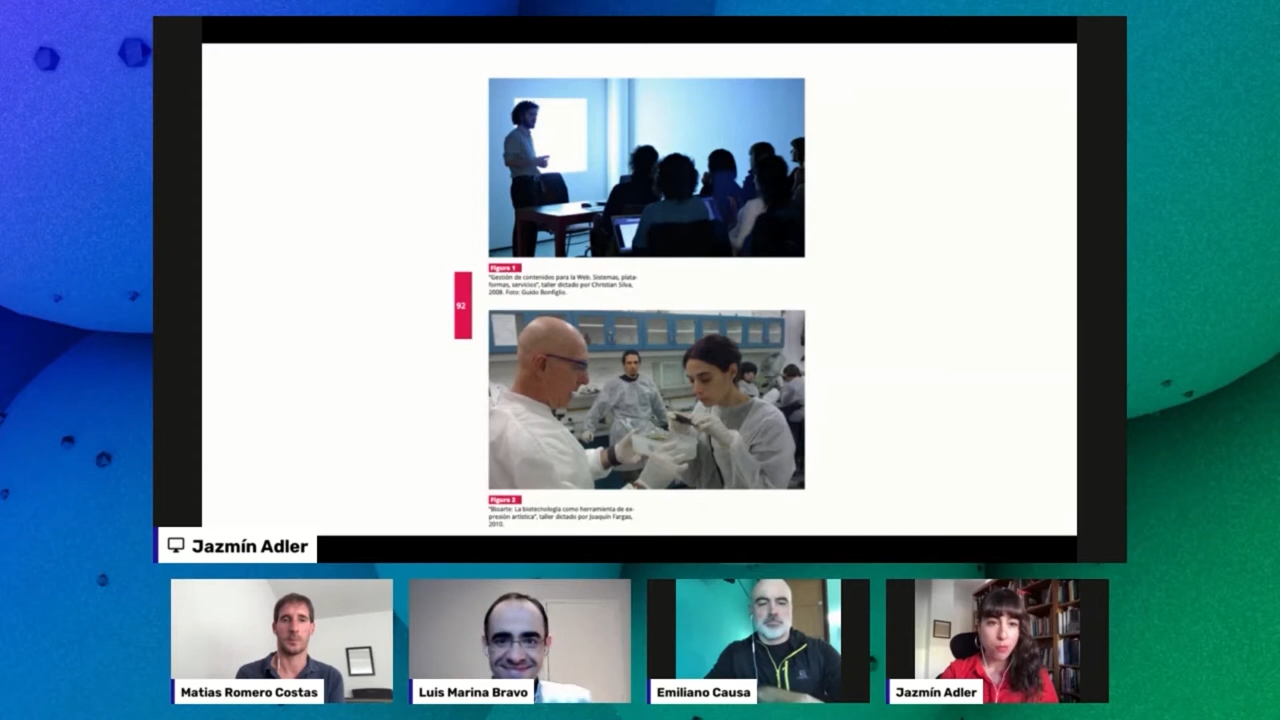 Figura 1
"Gestión de contenidos para la Web. Sistemas, plata-
formas, servicios", taller dictado por Christian Silva,
2008. Foto: Guido Bonfiglio.
92
Figura 2
"Bioarte: La biotecnología como herramienta de ex-
presión artística", taller dictado por Joaquín Fargas,
2010.
Jazmín Adler
Matias Romero Costas
Luis Marina Bravo
Emiliano Causa
Jazmín Adler